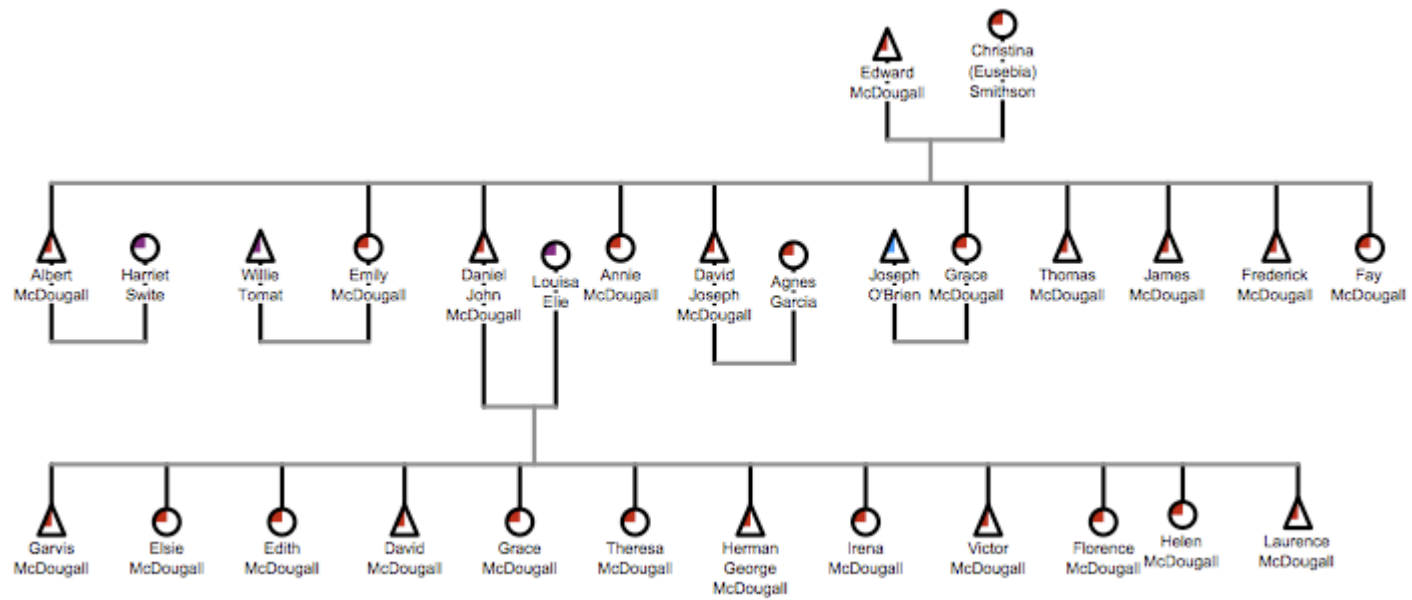 Edward
McDougall
Christina
(Eusebia)
Smithson
Albert
McDougall
Harriet
Swite
Willie
Tomat
Emily
McDougall
Daniel
John
McDougall
Louisa
Elie
Annie
McDougall
David
Joseph
McDougall
Agnes
Garcia
Joseph
O'Brien
Grace
McDougall
Thomas
McDougall
James
McDougall
Frederick
McDougall
Fay
McDougall
Garvis
McDougall
Elsie
McDougall
Edith
McDougall
David
McDougall
Grace
McDougall
Theresa
McDougall
Herman
George
McDougall
Irena
McDougall
Victor
McDougall
Florence
McDougall
Helen
McDougall
Laurence
McDougall